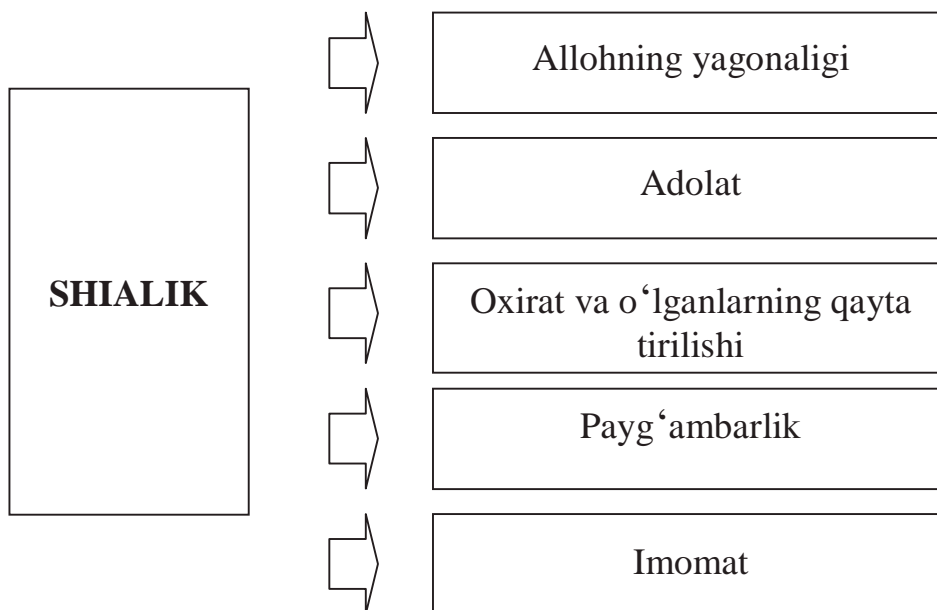 Allohning yagonaligi
Adolat
SHIALIK
Oxirat va o‘lganlarning qayta
tirilishi
Payg‘ambarlik
Imomat